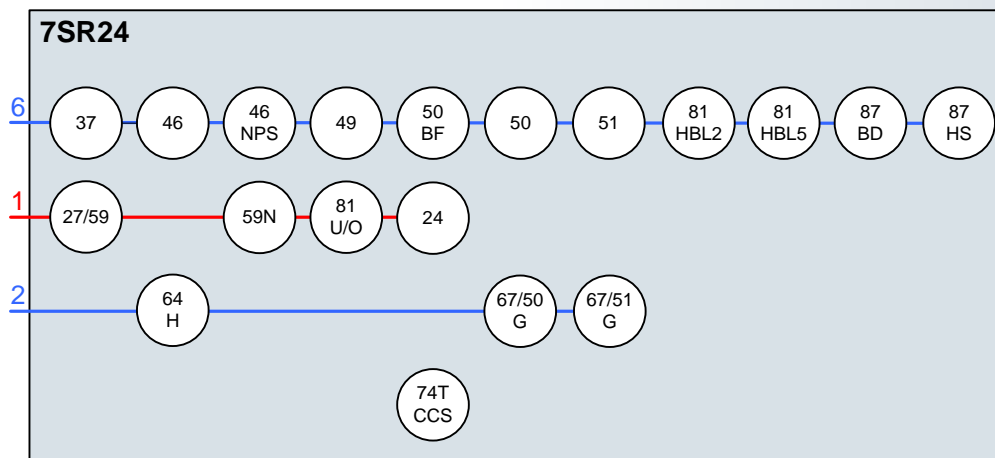 7SR24
6
37
46
46
NPS
49
50
BF
50
51
81
HBL2
81
HBL5
87
BD
87
HS
1
27/59
59N
81
U/O
24
2
64
H
67/50
G
67/51
G
74T
CCS